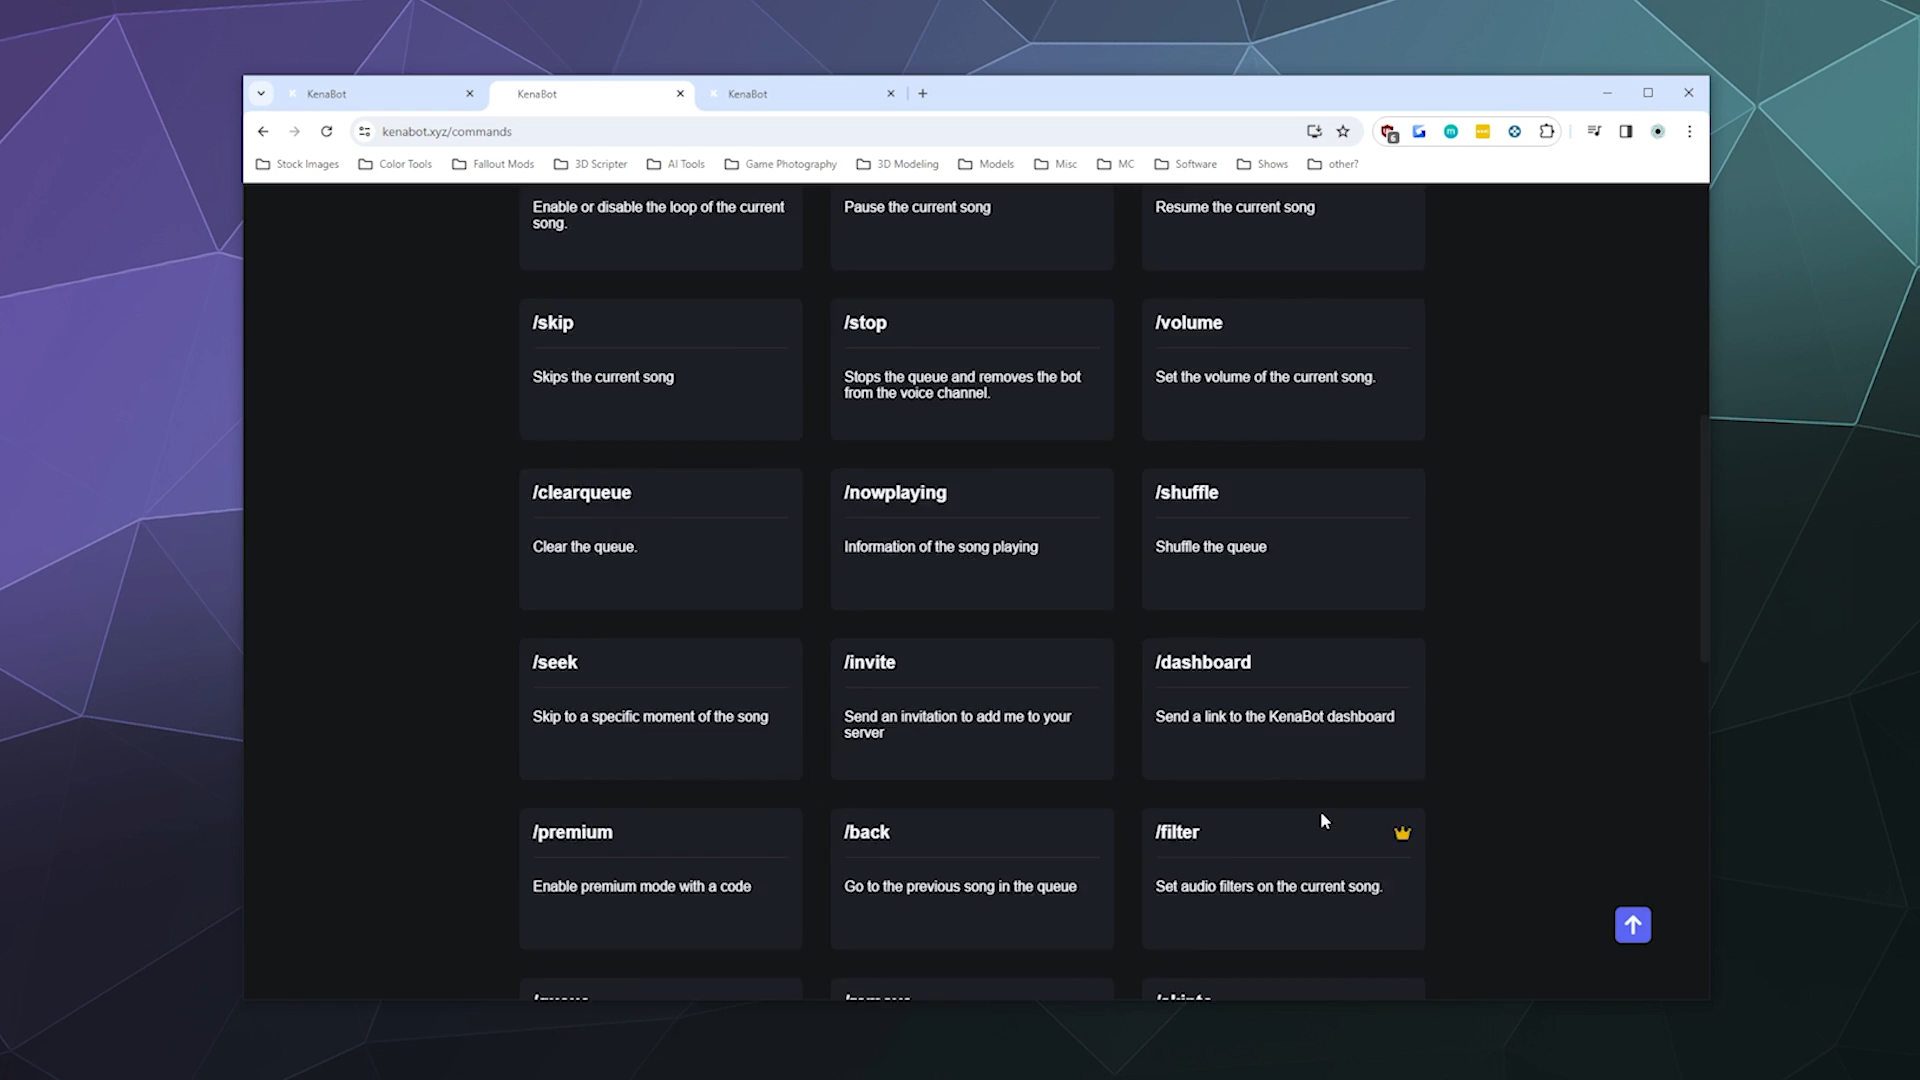 KenaBot
KenaBot
KenaBot
kenabot.xyz/commands
Stock Images
Color Tools
Fallout Mods
3D Scripter
AI Tools
Game Photography
3D Modeling
Models
Misc
MC
Software
Shows
other?
Enable or disable the loop of the current
song.
Pause the current song
Resume the current song
/skip
Skips the current song
/stop
Stops the queue and removes the bot
from the voice channel.
/volume
Set the volume of the current song.
/clearqueue
Clear the queue.
/nowplaying
Information of the song playing
/shuffle
Shuffle the queue
/seek
Skip to a specific moment of the song
/invite
Send an invitation to add me to your
server
/dashboard
Send a link to the KenaBot dashboard
/premium
Enable premium mode with a code
/back
Go to the previous song in the queue
/filter
Set audio filters on the current song.